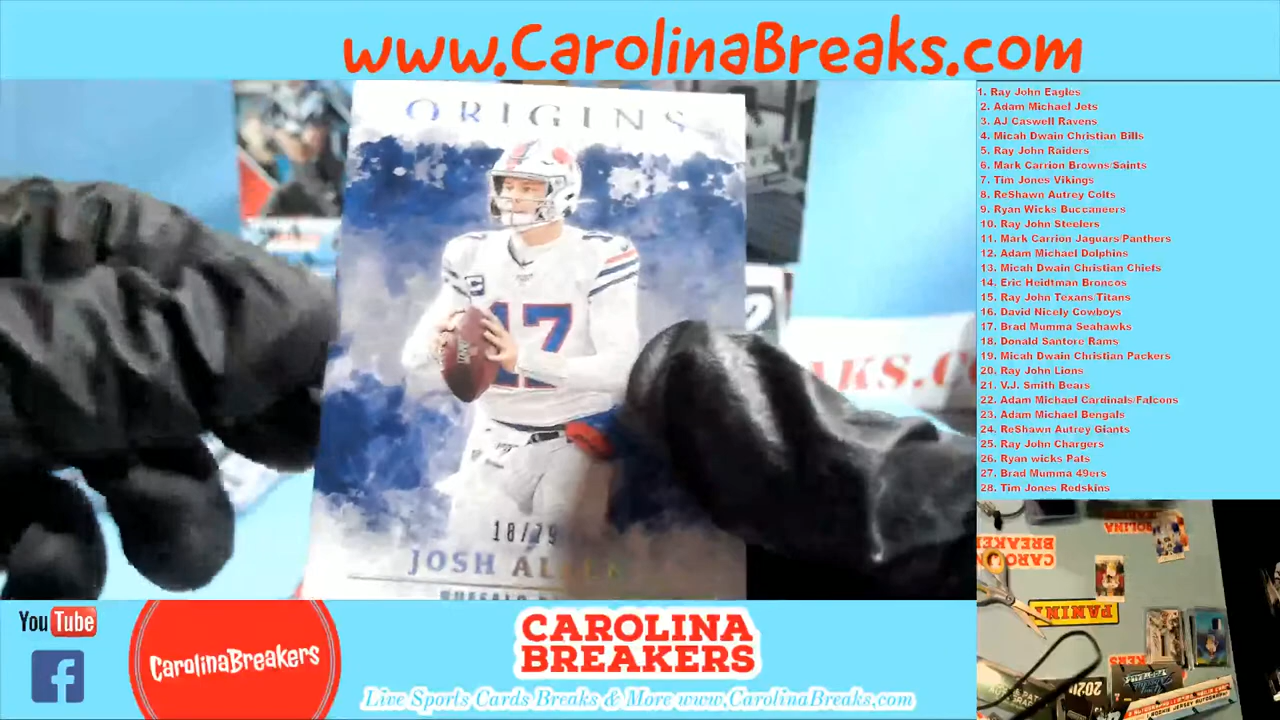 www.CarolinaBreaks.com
ORIGINS
17
18/
JOSH
1. Ray John Eagles
2. Adam Michael Jets
3. AJ Caswell Ravens
4. Micah Dwain Christian Bills
5. Ray John Raiders
6. Mark Carrion Browns/Saints
7. Tim Jones Vikings
8. ReShawn Autrey Colts
9. Ryan Wicks Buccaneers
10. Ray John Steelers
11. Mark Carrion Jaguars/Panthers
12. Adam Michael Dolphins
13. Micah Dwain Christian Chiefs
14. Eric Heidtman Broncos
15. Ray John Texans Titans
16. David Nicely Cowboys
17. Brad Mumma Seahawks
18. Donald Santore Rams
19. Micah Dwain Christian Packers
20. Ray John Lions
21. V.J. Smith Bears
22. Adam Michael Cardinals/Falcons
23. Adam Michael Bengals
24. ReShawn Autrey Giants
25. Ray John Chargers
26. Ryan wicks Pats
27. Brad Mumma 49ers
28. Tim Jones Redskins
PANINI
YouTube
CarolinaBreakers
CAROLINA
BREAKERS
Live Sports Cards Breaks & More www.CarolinaBreaks.com